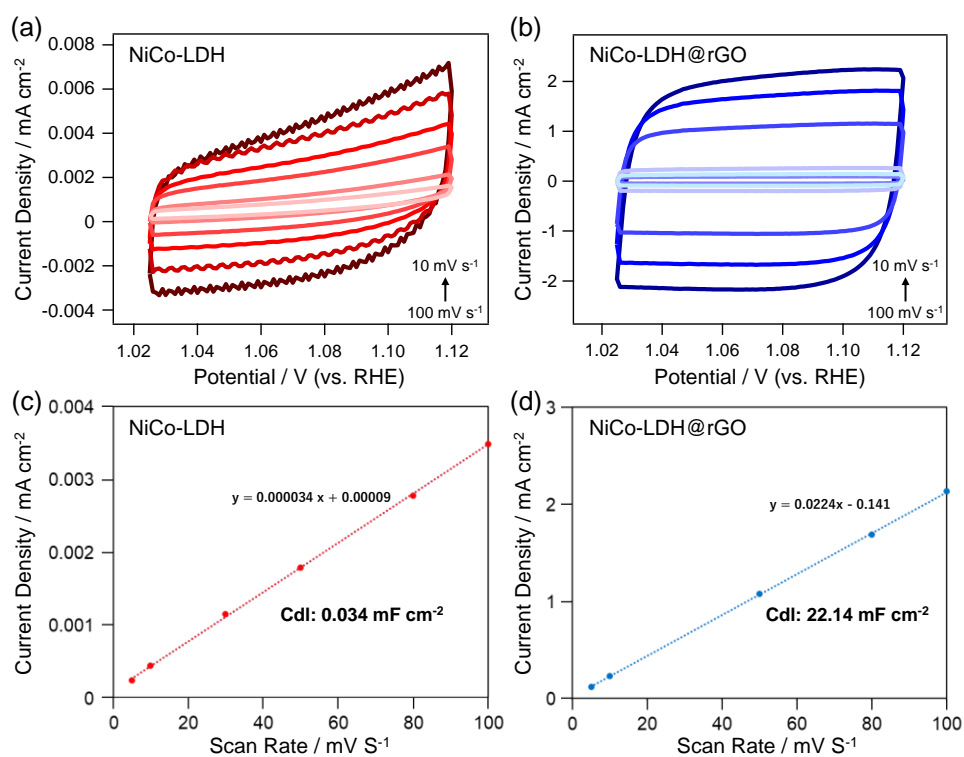 (a)
NiCo-LDH
0.008
0.006
0.004
0.002
0
-0.002
-0.004
Current Density / mA cm⁻²
10 mV s⁻¹
100 mV s⁻¹
1.02 1.04 1.06 1.08 1.10 1.12
Potential / V (vs. RHE)
(b)
NiCo-LDH@rGO
2
1
0
-1
-2
Current Density / mA cm⁻²
10 mV s⁻¹
100 mV s⁻¹
1.02 1.04 1.06 1.08 1.10 1.12
Potential / V (vs. RHE)
(c)
NiCo-LDH
0.004
0.003
0.002
0.001
0
Current Density / mA cm⁻²
y = 0.000034 x + 0.00009
Cdl: 0.034 mF cm⁻²
0 20 40 60 80 100
Scan Rate / mV S⁻¹
(d)
NiCo-LDH@rGO
3
2
1
0
Current Density / mA cm⁻²
y = 0.0224x - 0.141
Cdl: 22.14 mF cm⁻²
0 20 40 60 80 100
Scan Rate / mV S⁻¹